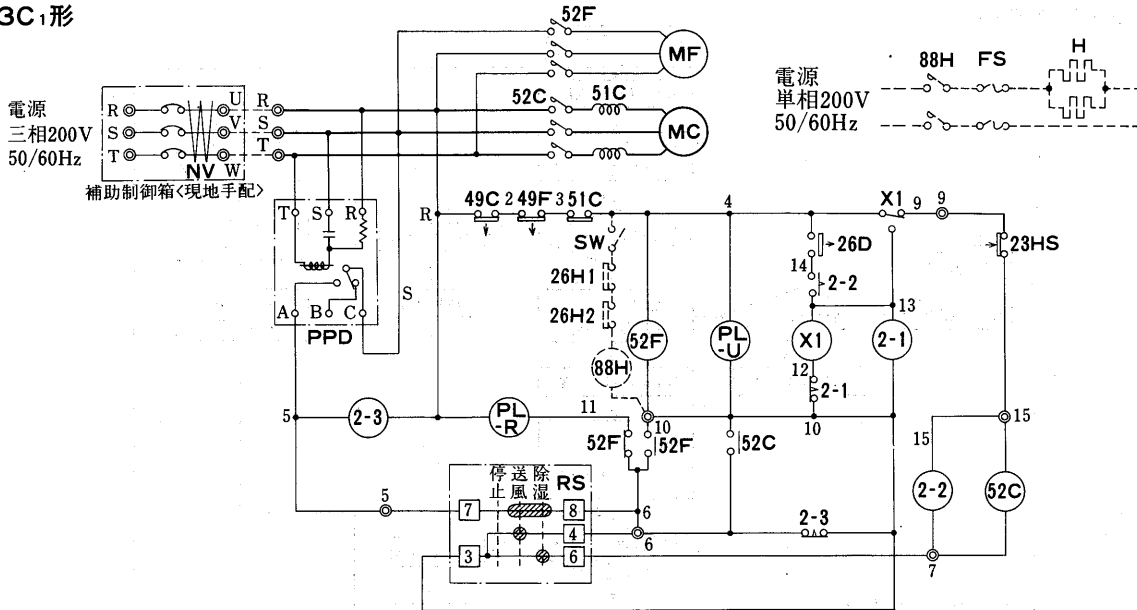 3C₁形
電源
三相200V
50/60Hz
R S T
NV
U V W
補助制御箱<現地手配>
R S T
52F
MF
52C 51C
MC
電源
単相200V
50/60Hz
88H FS H
T S R
A B C
PPD
S
R 49C 2 49F 3 51C 4 X1 9 9
SW
26H1
26H2
88H
52F
PL-U
26D
14
2-2
13
X1
2-1
12
2-1
23HS
5 2-3 PL-R 11 10 10 15
52F 52F 52C
15
2-2
52C
停止 送風 除湿 RS
5 7 8 6
4 6 2-3
3 6 7